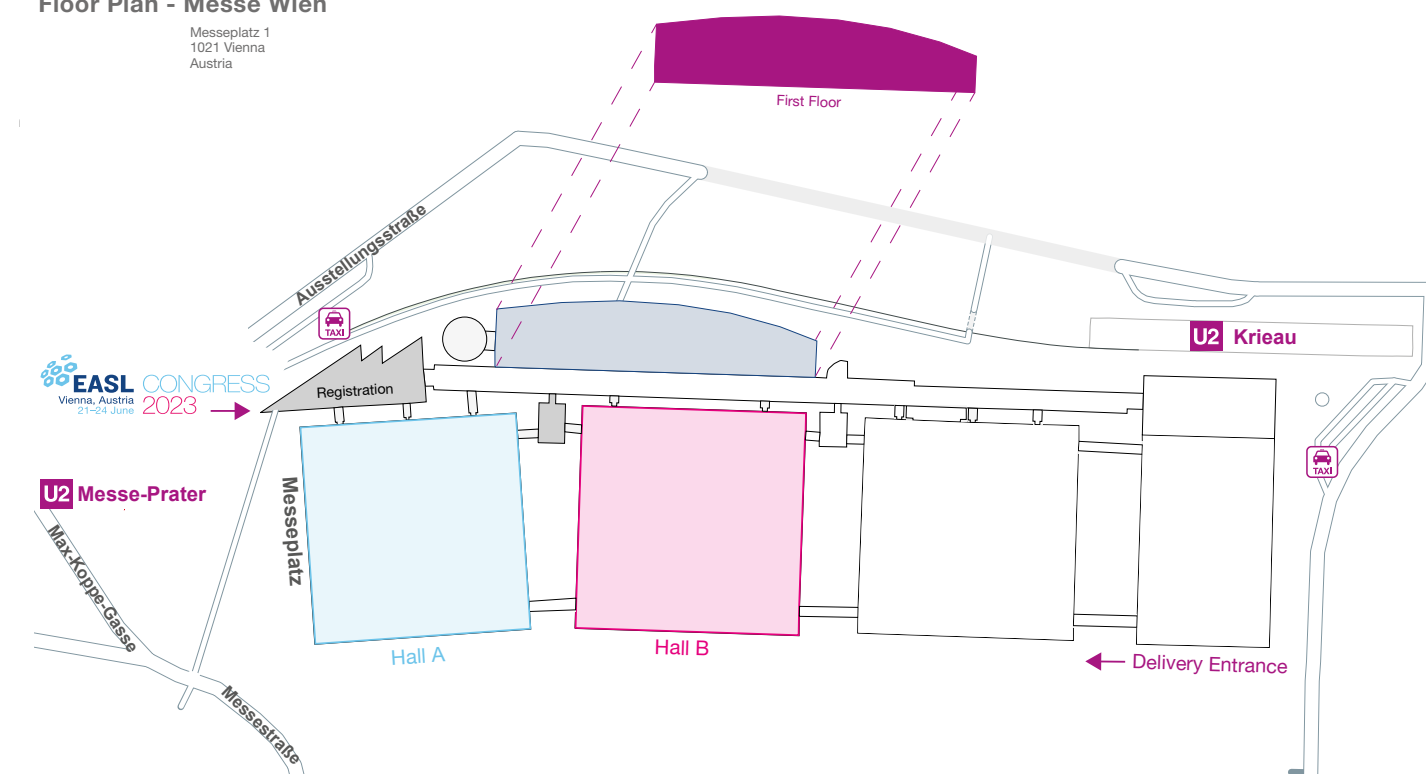 Floor Plan - Messe Wien
Messeplatz 1
1021 Vienna
Austria
First Floor
Ausstellungsstraße
TAXI
U2 Krieau
EASL CONGRESS
Vienna, Austria
21–24 June
2023
Registration
TAXI
U2 Messe-Prater
Messeplatz
Max-Koppe-Gasse
Hall A
Hall B
Delivery Entrance
Messestraße